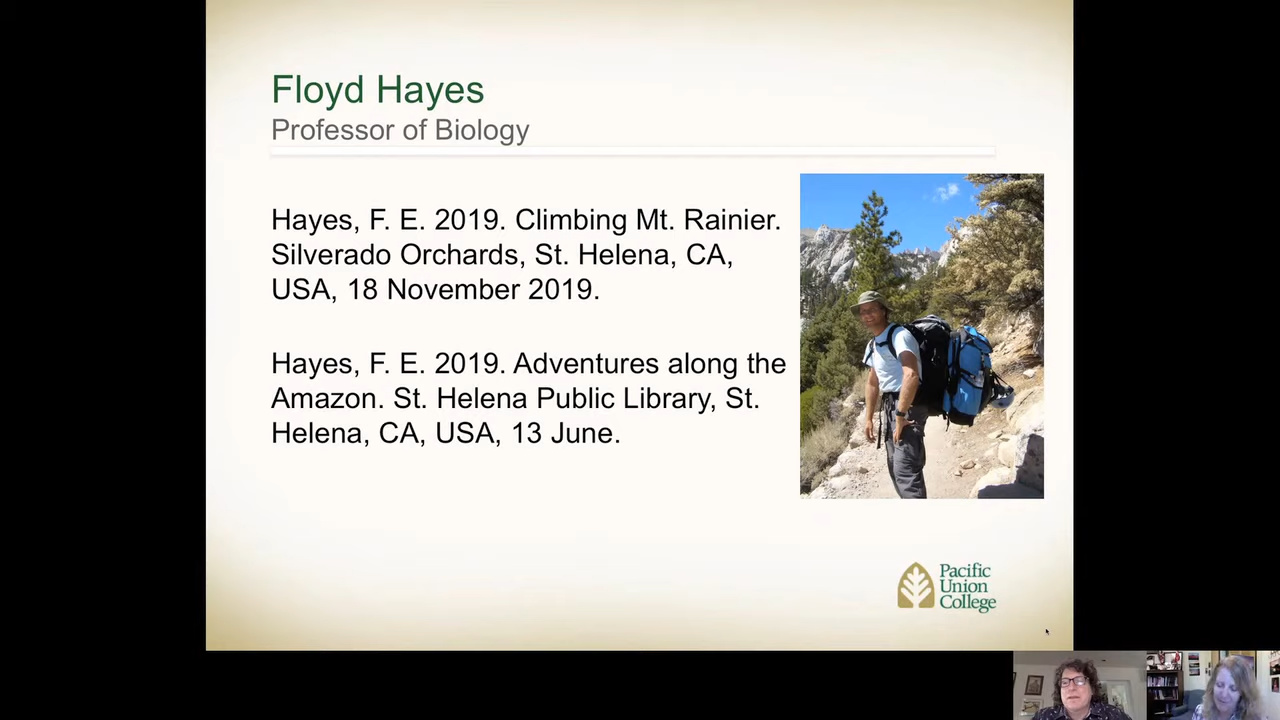 Floyd Hayes
Professor of Biology
Hayes, F. E. 2019. Climbing Mt. Rainier.
Silverado Orchards, St. Helena, CA,
USA, 18 November 2019.
Hayes, F. E. 2019. Adventures along the
Amazon. St. Helena Public Library, St.
Helena, CA, USA, 13 June.
Pacific
Union
College